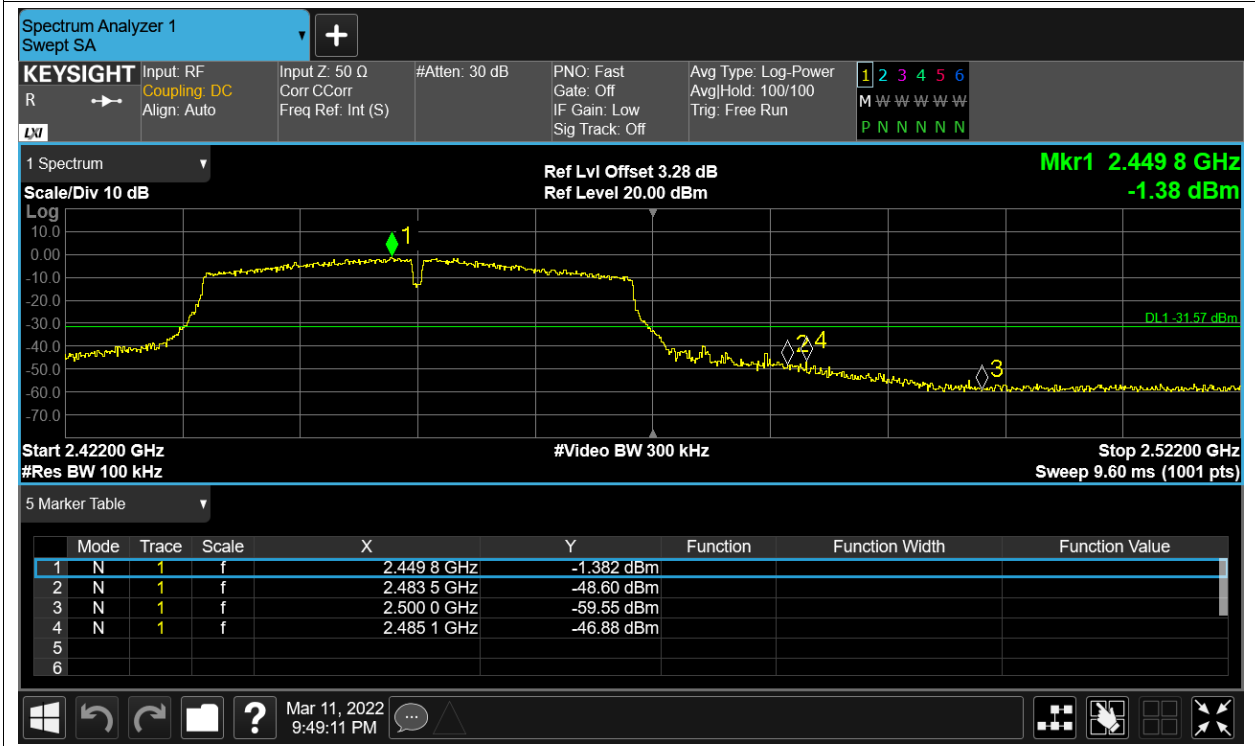 Spectrum Analyzer 1
Swept SA
KEYSIGHT
R
LXI
Input: RF
Coupling: DC
Align: Auto
Input Z: 50 Ω
Corr CCorr
Freq Ref: Int (S)
#Atten: 30 dB
PNO: Fast
Gate: Off
IF Gain: Low
Sig Track: Off
Avg Type: Log-Power
Avg|Hold: 100/100
Trig: Free Run
1 2 3 4 5 6
M W W W W W
P N N N N N
1 Spectrum
Scale/Div 10 dB
Ref Lvl Offset 3.28 dB
Ref Level 20.00 dBm
Mkr1 2.449 8 GHz
-1.38 dBm
Log
10.0
0.00
-10.0
-20.0
-30.0
-40.0
-50.0
-60.0
-70.0
1
DL1 -31.57 dBm
2 4
3
Start 2.42200 GHz
#Video BW 300 kHz
Stop 2.52200 GHz
#Res BW 100 kHz
Sweep 9.60 ms (1001 pts)
5 Marker Table
Mode Trace Scale X Y Function Function Width Function Value
1 N 1 f 2.449 8 GHz -1.382 dBm
2 N 1 f 2.483 5 GHz -48.60 dBm
3 N 1 f 2.500 0 GHz -59.55 dBm
4 N 1 f 2.485 1 GHz -46.88 dBm
5
6
?
Mar 11, 2022
9:49:11 PM